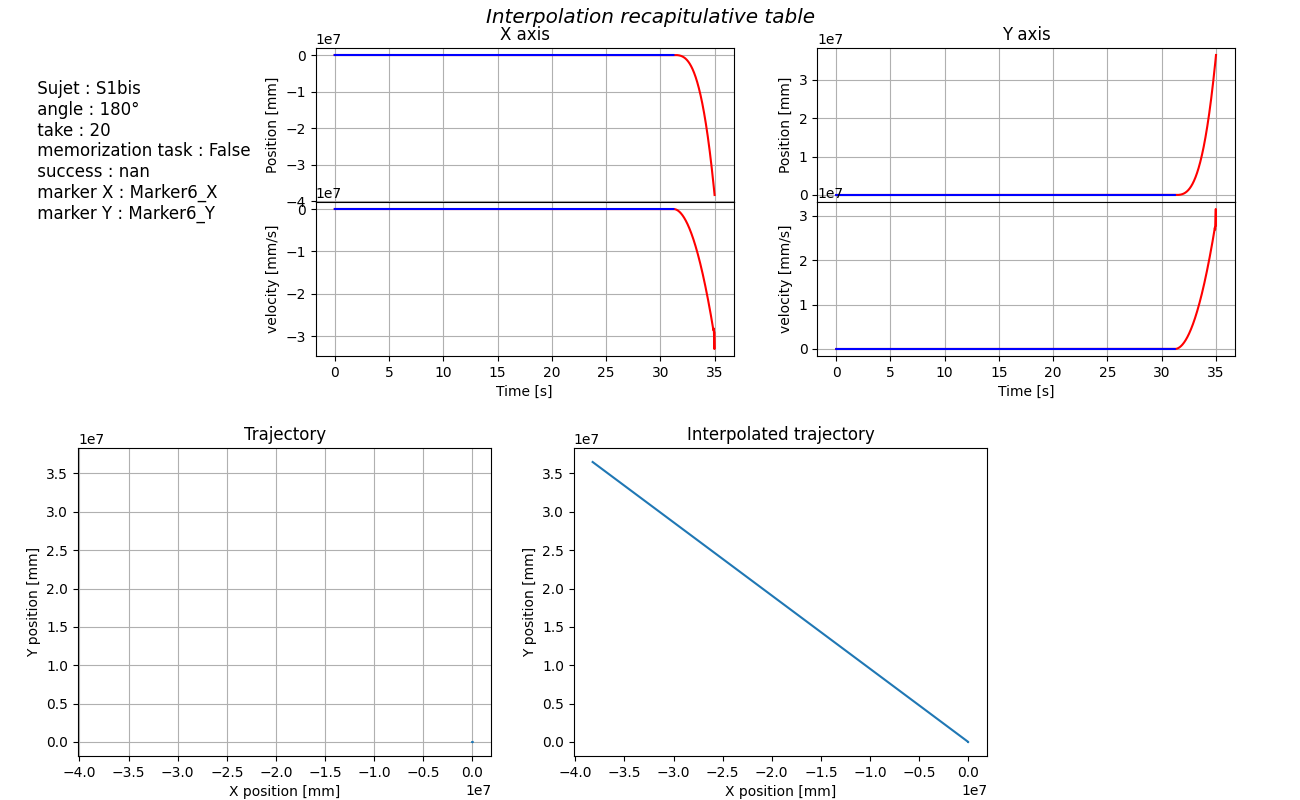 Interpolation recapitulative table
Sujet : S1bis
angle : 180°
take : 20
memorization task : False
success : nan
marker X : Marker6_X
marker Y : Marker6_Y
X axis
1e7
Position [mm]
0
−1
−2
−3
−4
1e7
velocity [mm/s]
0
−1
−2
−3
0 5 10 15 20 25 30 35
Time [s]
Y axis
1e7
Position [mm]
3
2
1
0
1e7
velocity [mm/s]
3
2
1
0
0 5 10 15 20 25 30 35
Time [s]
Trajectory
1e7
Y position [mm]
3.5
3.0
2.5
2.0
1.5
1.0
0.5
0.0
−4.0 −3.5 −3.0 −2.5 −2.0 −1.5 −1.0 −0.5 0.0
X position [mm]
1e7
Interpolated trajectory
1e7
Y position [mm]
3.5
3.0
2.5
2.0
1.5
1.0
0.5
0.0
−4.0 −3.5 −3.0 −2.5 −2.0 −1.5 −1.0 −0.5 0.0
X position [mm]
1e7